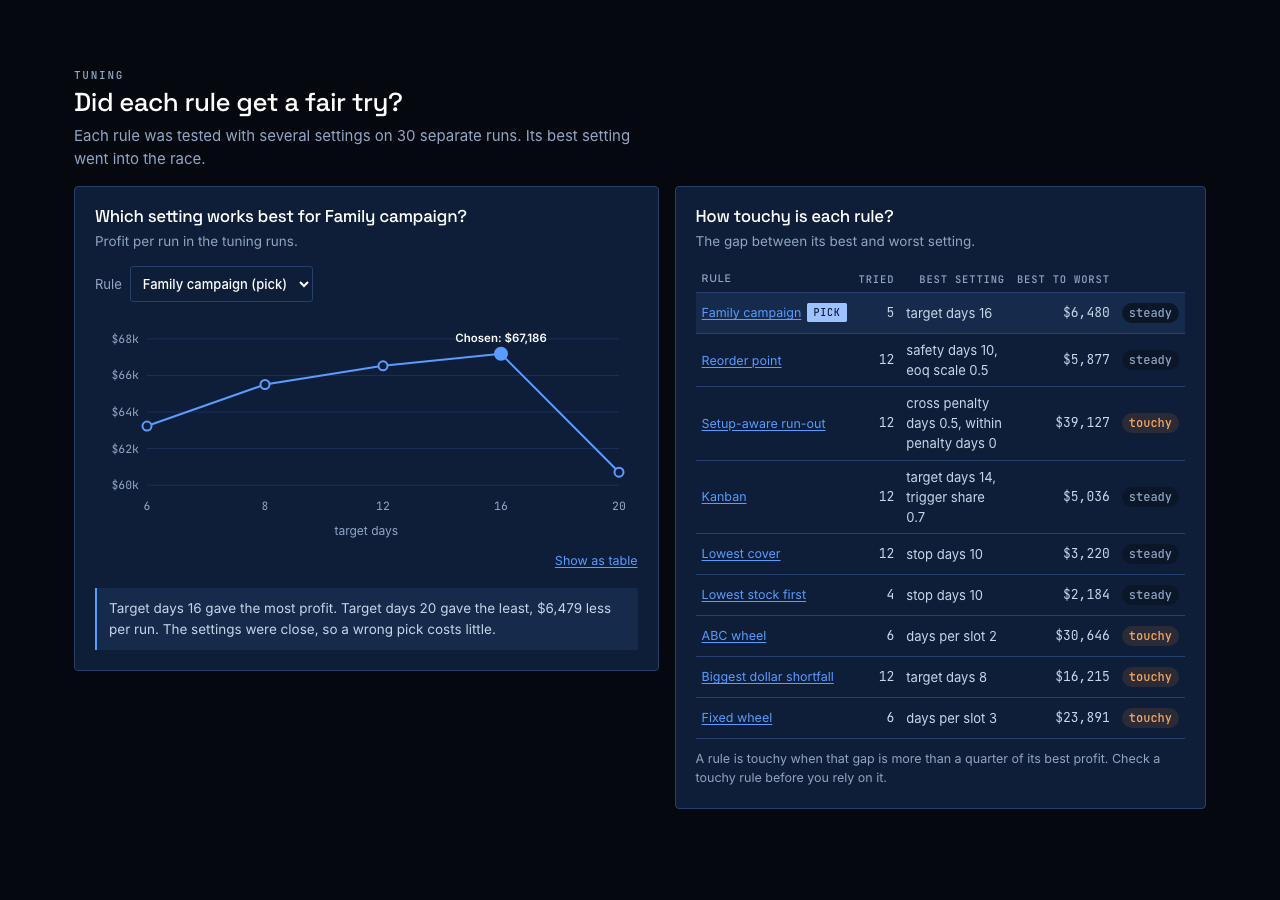 TUNING
Did each rule get a fair try?
Each rule was tested with several settings on 30 separate runs. Its best setting
went into the race.
Which setting works best for Family campaign?
Profit per run in the tuning runs.
Rule Family campaign (pick)
Chosen: $67,186
$68k
$66k
$64k
$62k
$60k
6 8 12 16 20
target days
Show as table
Target days 16 gave the most profit. Target days 20 gave the least, $6,479 less
per run. The settings were close, so a wrong pick costs little.
How touchy is each rule?
The gap between its best and worst setting.
RULE TRIED BEST SETTING BEST TO WORST
Family campaign PICK 5 target days 16 $6,480 steady
Reorder point 12 safety days 10,
eoq scale 0.5 $5,877 steady
Setup-aware run-out 12 cross penalty
days 0.5, within
penalty days 0 $39,127 touchy
Kanban 12 target days 14,
trigger share
0.7 $5,036 steady
Lowest cover 12 stop days 10 $3,220 steady
Lowest stock first 4 stop days 10 $2,184 steady
ABC wheel 6 days per slot 2 $30,646 touchy
Biggest dollar shortfall 12 target days 8 $16,215 touchy
Fixed wheel 6 days per slot 3 $23,891 touchy
A rule is touchy when that gap is more than a quarter of its best profit. Check a
touchy rule before you rely on it.